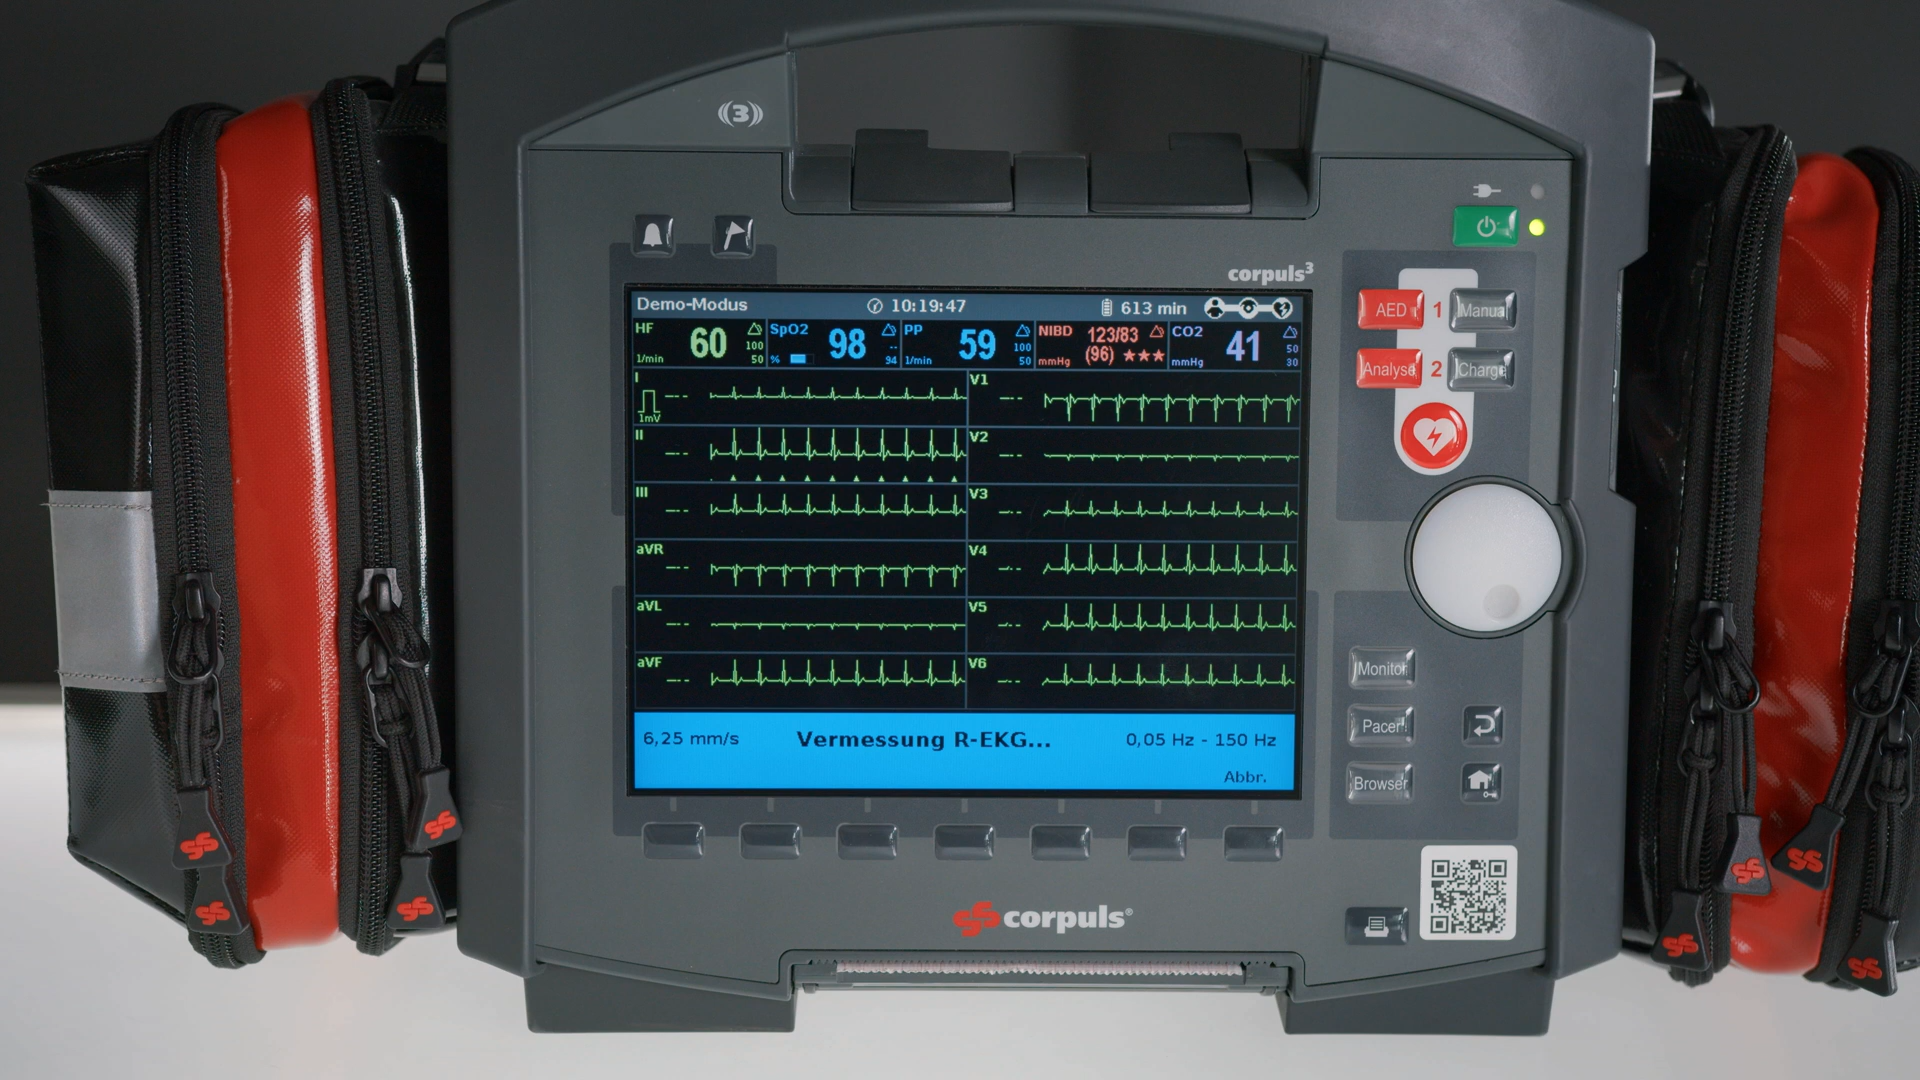 (3)
corpuls³
Demo-Modus 10:19:47 613 min
HF 60 100 50 1/min
SpO2 98 -- 94 %
PP 59 100 50 1/min
NIBD 123/83 (96) ★★★ mmHg
CO2 41 50 30 mmHg
I V1
1mV
II V2
III V3
aVR V4
aVL V5
aVF V6
6,25 mm/s Vermessung R-EKG... 0,05 Hz - 150 Hz
Abbr.
AED 1 Manual
Analyse 2 Charge
Monitor
Pacer
Browser
corpuls®